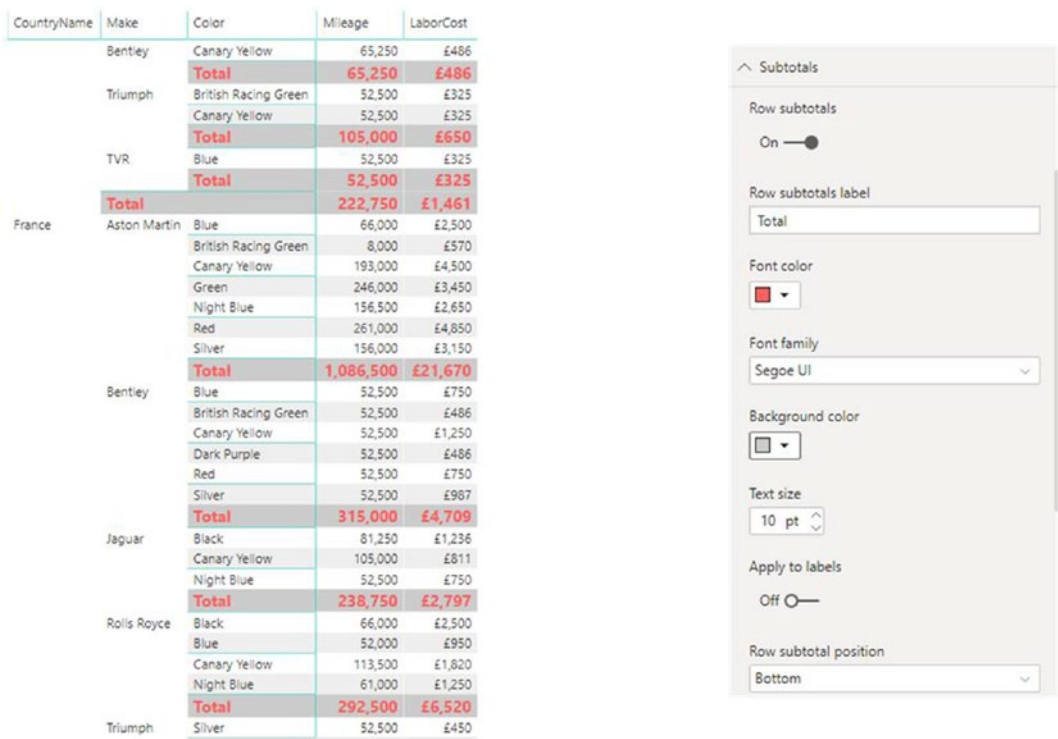 CountryName Make Color Mileage LaborCost
Bentley Canary Yellow 65,250 £486
Total 65,250 £486
Triumph British Racing Green 52,500 £325
Canary Yellow 52,500 £325
Total 105,000 £650
TVR Blue 52,500 £325
Total 52,500 £325
Total 222,750 £1,461
France Aston Martin Blue 66,000 £2,500
British Racing Green 8,000 £570
Canary Yellow 193,000 £4,500
Green 246,000 £3,450
Night Blue 156,500 £2,650
Red 261,000 £4,850
Silver 156,000 £3,150
Total 1,086,500 £21,670
Bentley Blue 52,500 £750
British Racing Green 52,500 £486
Canary Yellow 52,500 £1,250
Dark Purple 52,500 £486
Red 52,500 £750
Silver 52,500 £987
Total 315,000 £4,709
Jaguar Black 81,250 £1,236
Canary Yellow 105,000 £811
Night Blue 52,500 £750
Total 238,750 £2,797
Rolls Royce Black 66,000 £2,500
Blue 52,000 £950
Canary Yellow 113,500 £1,820
Night Blue 61,000 £1,250
Total 292,500 £6,520
Triumph Silver 52,500 £450
Subtotals
Row subtotals
On
Row subtotals label
Total
Font color
Font family
Segoe UI
Background color
Text size
10 pt
Apply to labels
Off
Row subtotal position
Bottom